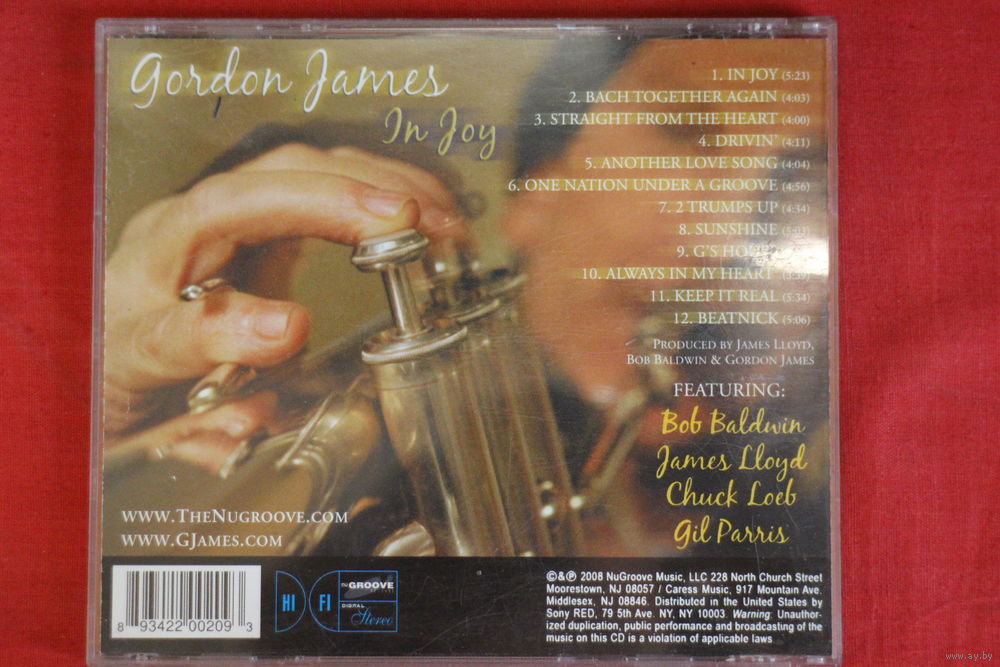 Gordon James
In Joy
1. IN JOY (5:23)
2. BACH TOGETHER AGAIN (4:03)
3. STRAIGHT FROM THE HEART (4:00)
4. DRIVIN' (4:11)
5. ANOTHER LOVE SONG (4:04)
6. ONE NATION UNDER A GROOVE (4:56)
7. 2 TRUMPS UP (4:34)
8. SUNSHINE (5:03)
9. G'S
10. ALWAYS IN MY HEART
11. KEEP IT REAL (5:34)
12. BEATNICK (5:06)
PRODUCED BY JAMES LLOYD,
BOB BALDWIN & GORDON JAMES
FEATURING:
Bob Baldwin
James Lloyd
Chuck Loeb
Gil Parris
WWW.THENUGROOVE.COM
WWW.GJAMES.COM
8 93422 00209 3
HI FI
NUGROOVE
DIGITAL
Stereo
©&℗ 2008 NuGroove Music, LLC 228 North Church Street
Moorestown, NJ 08057 / Caress Music, 917 Mountain Ave.
Middlesex, NJ 08846. Distributed in the United States by
Sony RED, 79 5th Ave. NY, NY 10003. Warning: Unauthor-
ized duplication, public performance and broadcasting of the
music on this CD is a violation of applicable laws
www.ay.by